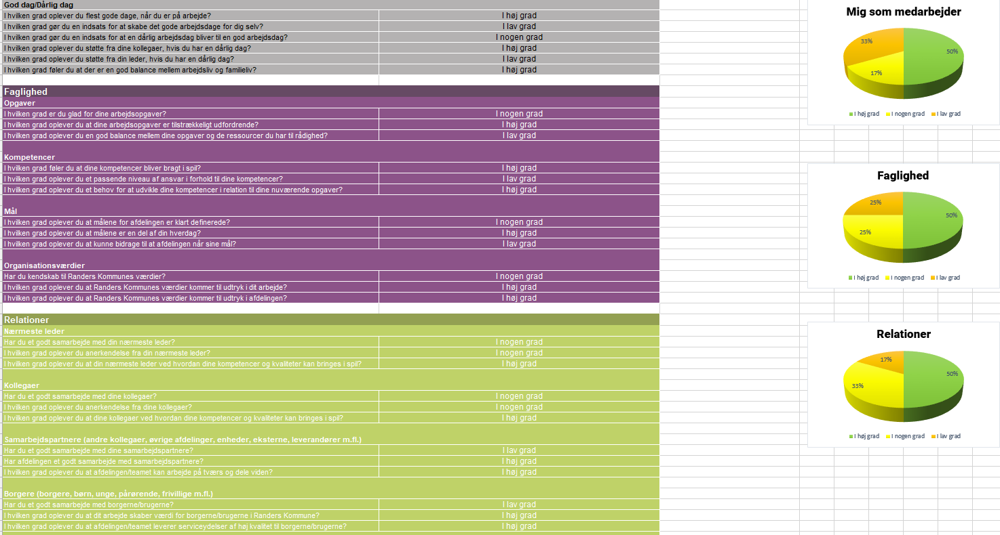 God dag/Dårlig dag
I hvilken grad oplever du flest gode dage, når du er på arbejde? I høj grad
I hvilken grad gør du en indsats for at skabe det gode arbejdsdage for dig selv? I lav grad
I hvilken grad gør du en indsats for at en dårlig arbejdsdag bliver til en god arbejdsdag? I nogen grad
I hvilken grad oplever du støtte fra dine kollegaer, hvis du har en dårlig dag? I høj grad
I hvilken grad oplever du støtte fra din leder, hvis du har en dårlig dag? I lav grad
I hvilken grad føler du at der er en god balance mellem arbejdsliv og familieliv? I høj grad
Faglighed
Opgaver
I hvilken grad er du glad for dine arbejdsopgaver? I nogen grad
I hvilken grad oplever du at dine arbejdsopgaver er tilstrækkeligt udfordrende? I høj grad
I hvilken grad oplever du en god balance mellem dine opgaver og de ressourcer du har til rådighed? I lav grad
Kompetencer
I hvilken grad føler du at dine kompetencer bliver bragt i spil? I høj grad
I hvilken grad oplever du et passende niveau af ansvar i forhold til dine kompetencer? I lav grad
I hvilken grad oplever du et behov for at udvikle dine kompetencer i relation til dine nuværende opgaver? I høj grad
Mål
I hvilken grad oplever du at målene for afdelingen er klart definerede? I nogen grad
I hvilken grad oplever du at målene er en del af din hverdag? I høj grad
I hvilken grad oplever du at kunne bidrage til at afdelingen når sine mål? I lav grad
Organisationsværdier
Har du kendskab til Randers Kommunes værdier? I nogen grad
I hvilken grad oplever du at Randers Kommunes værdier kommer til udtryk i dit arbejde? I høj grad
I hvilken grad oplever du at Randers Kommunes værdier kommer til udtryk i afdelingen? I høj grad
Relationer
Nærmeste leder
Har du et godt samarbejde med din nærmeste leder? I nogen grad
I hvilken grad oplever du anerkendelse fra din nærmeste leder? I nogen grad
I hvilken grad oplever du at din nærmeste leder ved hvordan dine kompetencer og kvaliteter kan bringes i spil? I høj grad
Kollegaer
Har du et godt samarbejde med dine kollegaer? I nogen grad
I hvilken grad oplever du anerkendelse fra dine kollegaer? I nogen grad
I hvilken grad oplever du at dine kollegaer ved hvordan dine kompetencer og kvaliteter kan bringes i spil? I høj grad
Samarbejdspartnere (andre kollegaer, øvrige afdelinger, enheder, eksterne, leverandører m.fl.)
Har du et godt samarbejde med dine samarbejdspartnere? I lav grad
Har afdelingen et godt samarbejde med samarbejdspartnere? I høj grad
I hvilken grad oplever du at afdelingen/teamet kan arbejde på tværs og dele viden? I høj grad
Borgere (borgere, børn, unge, pårørende, frivillige m.fl.)
Har du et godt samarbejde med borgerne/brugerne? I lav grad
I hvilken grad oplever du at dit arbejde skaber værdi for borgerne/brugerne i Randers Kommune? I høj grad
I hvilken grad oplever du at afdelingen/teamet leverer serviceydelser af høj kvalitet til borgerne/brugerne? I høj grad
Mig som medarbejder
33%
50%
17%
I høj grad I nogen grad I lav grad
Faglighed
25%
50%
25%
I høj grad I nogen grad I lav grad
Relationer
17%
50%
33%
I høj grad I nogen grad I lav grad